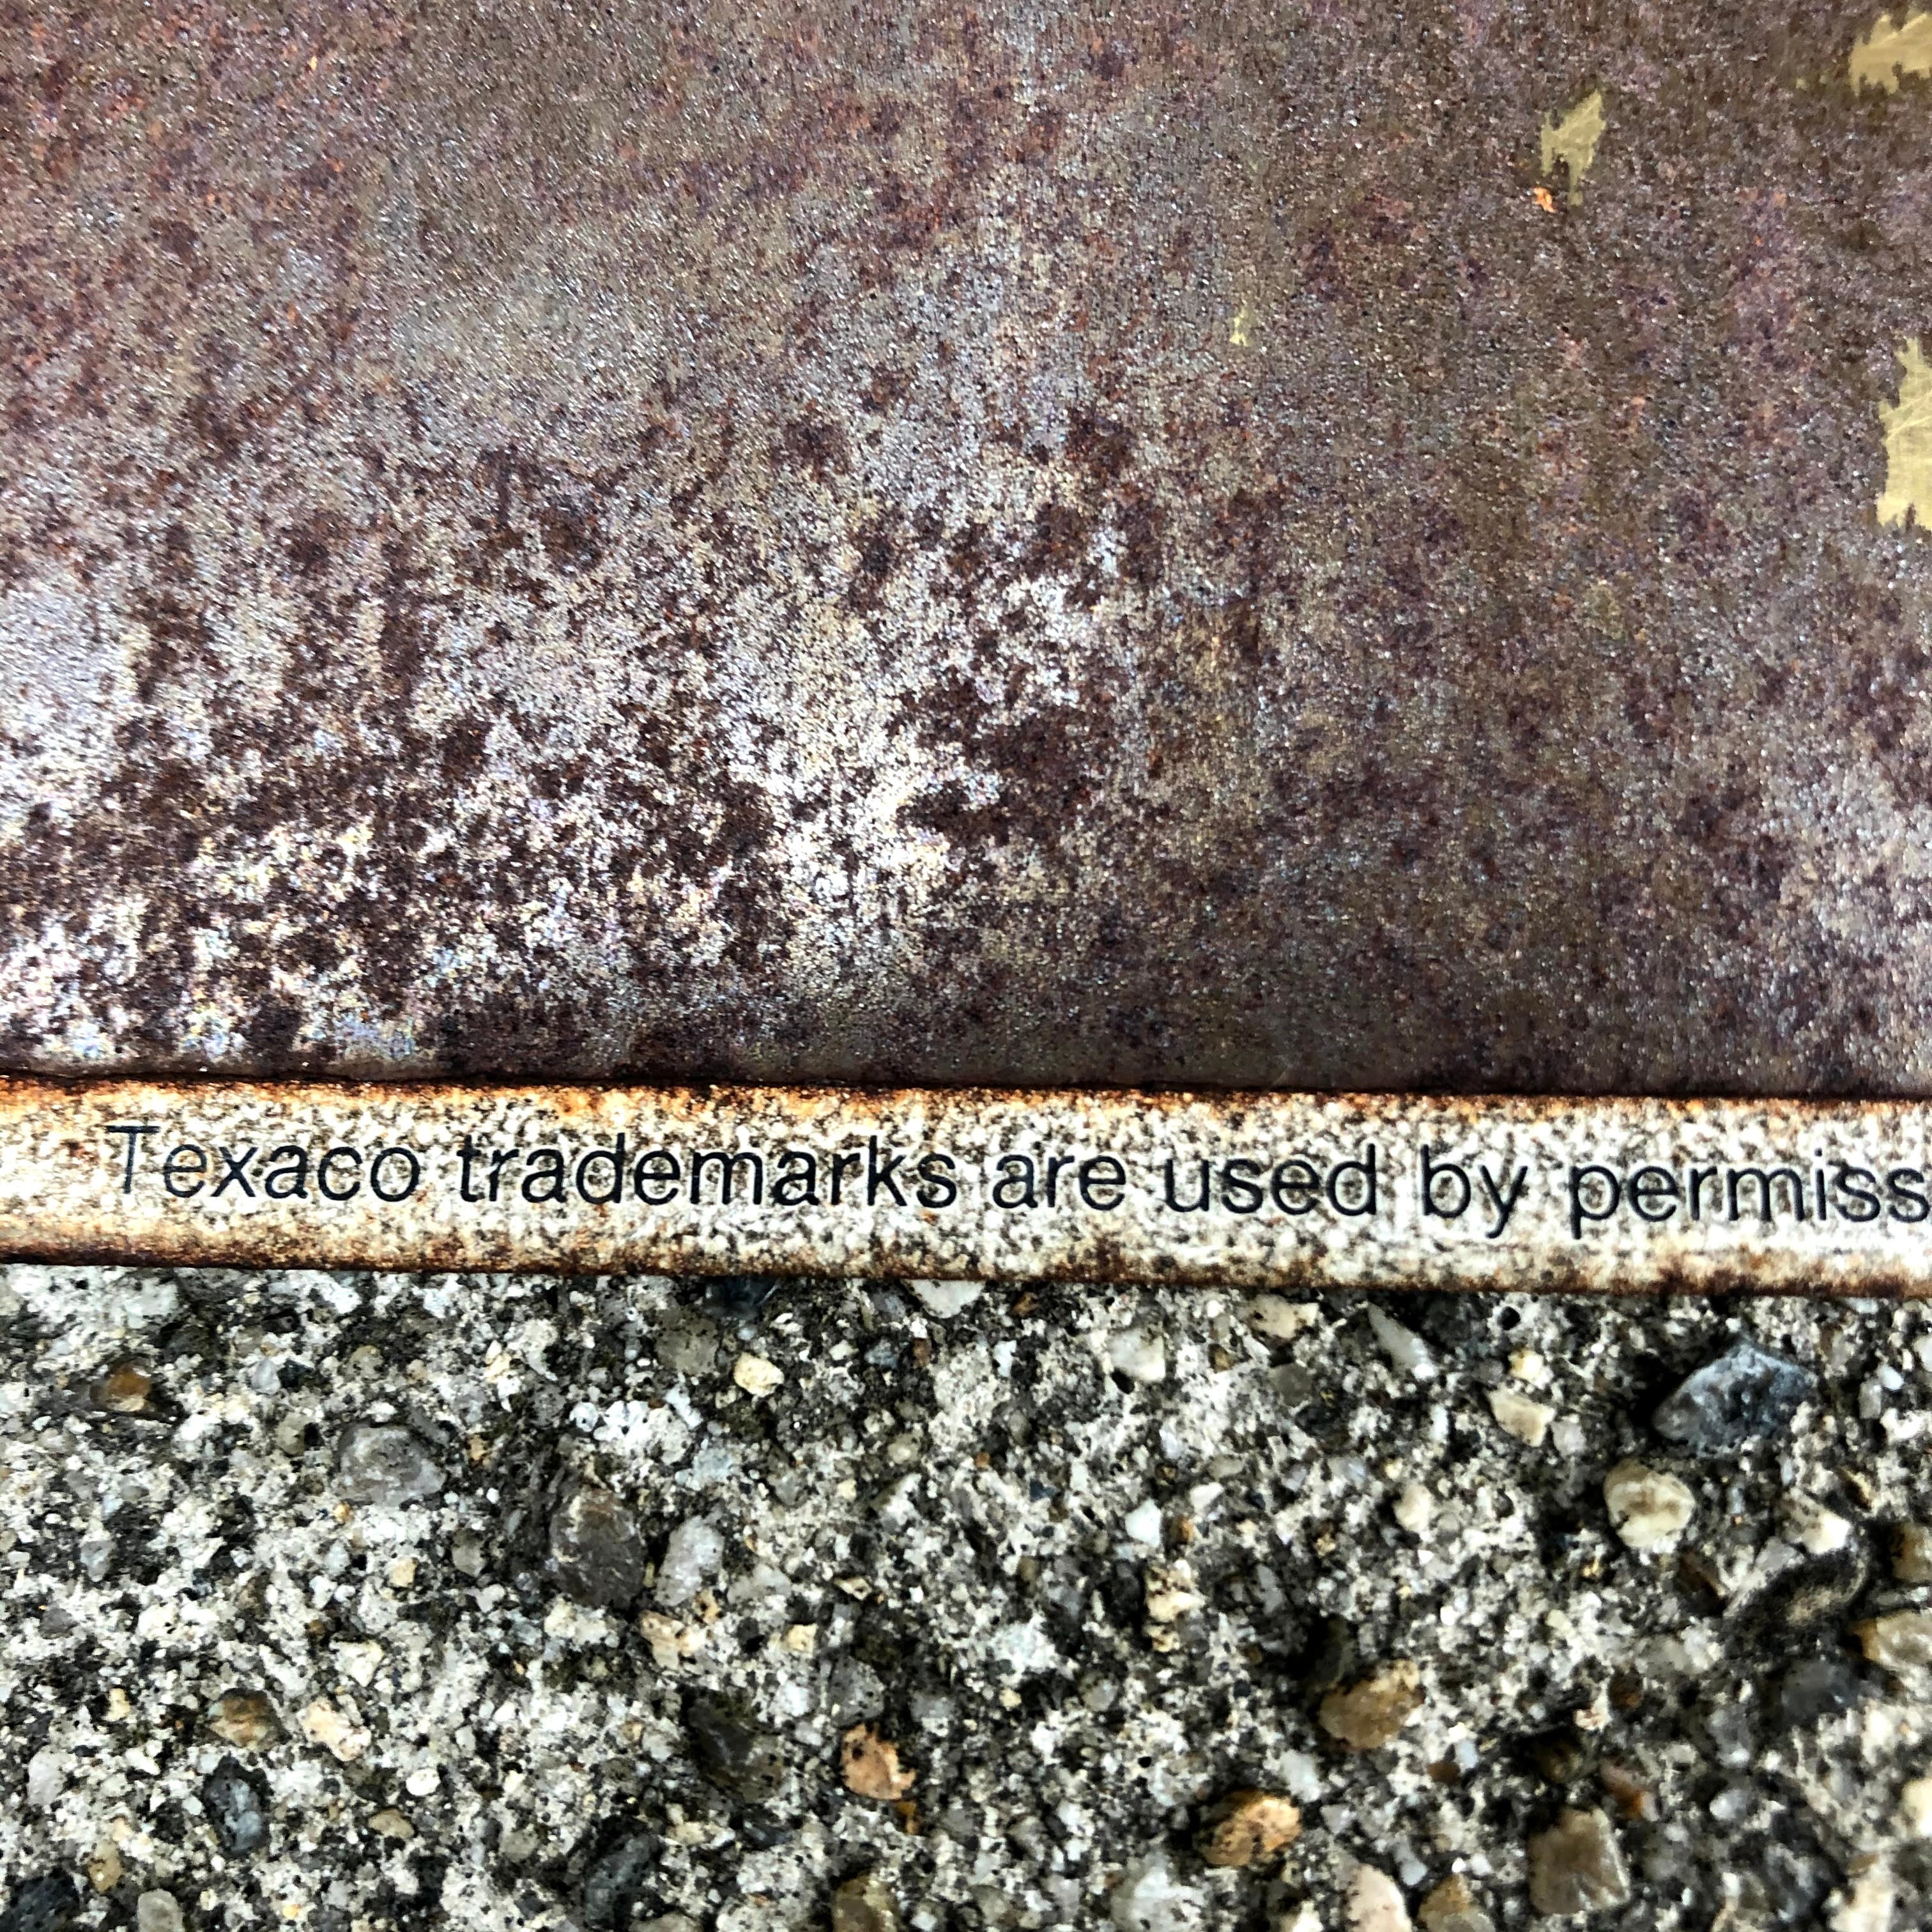 Texaco trademarks are used by permiss